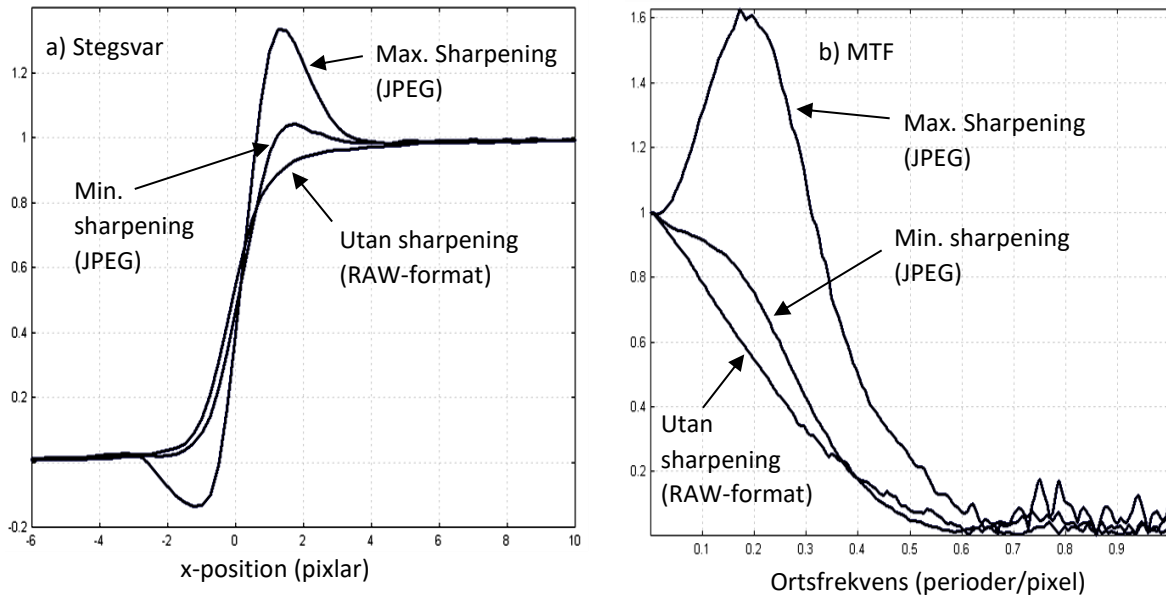 a) Stegsvar
Max. Sharpening
(JPEG)
Min.
sharpening
(JPEG)
Utan sharpening
(RAW-format)
1.2
1
0.8
0.6
0.4
0.2
-0.2
-6
-4
-2
0
2
4
6
8
10
x-position (pixlar)
b) MTF
Max. Sharpening
(JPEG)
Min. sharpening
(JPEG)
Utan
sharpening
(RAW-format)
1.6
1.4
1.2
1
0.8
0.6
0.4
0.2
0.1
0.2
0.3
0.4
0.5
0.6
0.7
0.8
0.9
Ortsfrekvens (perioder/pixel)